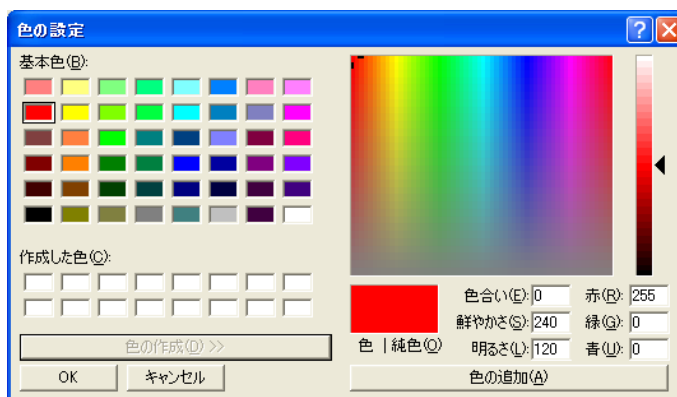 色の設定
基本色(B):
作成した色(C):
色の作成(D) >>
OK
キャンセル
色 | 純色(O)
色合い(E): 0
鮮やかさ(S): 240
明るさ(L): 120
赤(R): 255
緑(G): 0
青(U): 0
色の追加(A)